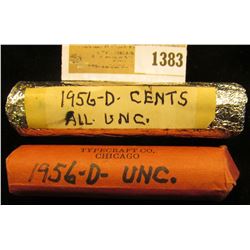 1383
1956-D- CENTS
ALL UNC.
TYPECRAFT CO.
CHICAGO
1956-D- UNC.